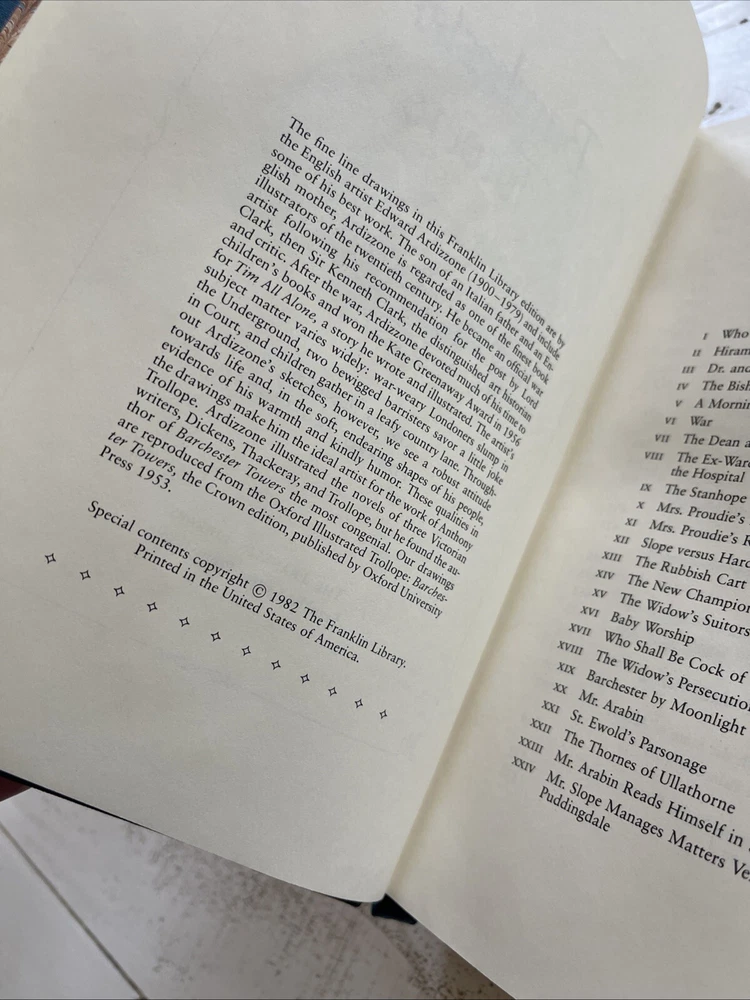 The fine line drawings in this Franklin Library edition are by
the English artist Edward Ardizzone (1900–1979) and include
some of his best work. The son of an Italian father and an En-
glish mother, Ardizzone is regarded as one of the finest book
illustrators of the twentieth century. He became an official war
artist following his recommendation for the post by Lord
Clark, then Sir Kenneth Clark, the distinguished art historian
and critic. After the war, Ardizzone devoted much of his time to
children's books and won the Kate Greenaway Award in 1956
for Tim All Alone, a story he wrote and illustrated. The artist's
subject matter varies widely: war-weary Londoners slump in
the Underground, two bewigged barristers savor a little joke
in Court, and children gather in a leafy country lane. Through-
out Ardizzone's sketches, however, we see a robust attitude
towards life and, in the soft, endearing shapes of his people,
evidence of his warmth and kindly humor. These qualities in
the drawings make him the ideal artist for the work of Anthony
Trollope. Ardizzone illustrated the novels of three Victorian
writers, Dickens, Thackeray, and Trollope, but he found the au-
thor of Barchester Towers the most congenial. Our drawings
are reproduced from the Oxford Illustrated Trollope: Barches-
ter Towers, the Crown edition, published by Oxford University
Press 1953.
Special contents copyright © 1982 The Franklin Library.
Printed in the United States of America.
I Who
II Hiram
III Dr. and
IV The Bish
V A Morni
VI War
VII The Dean a
VIII The Ex-Ward
the Hospital
IX The Stanhope
X Mrs. Proudie's
XI Mrs. Proudie's R
XII Slope versus Hard
XIII The Rubbish Cart
XIV The New Champio
XV The Widow's Suitors
XVI Baby Worship
XVII Who Shall Be Cock of
XVIII The Widow's Persecutio
XIX Barchester by Moonlight
XX Mr. Arabin
XXI St. Ewold's Parsonage
XXII The Thornes of Ullathorne
XXIII Mr. Arabin Reads Himself in
XXIV Mr. Slope Manages Matters Ve
Puddingdale